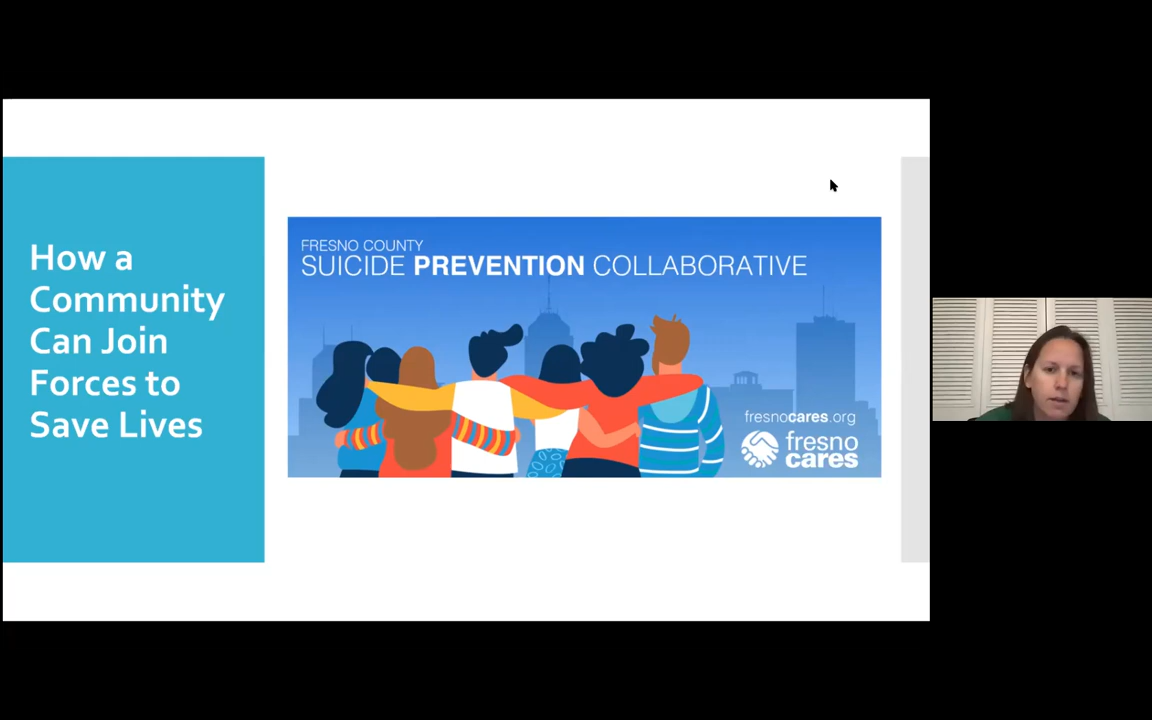 How a
Community
Can Join
Forces to
Save Lives
FRESNO COUNTY
SUICIDE PREVENTION COLLABORATIVE
fresnocares.org
fresno
cares